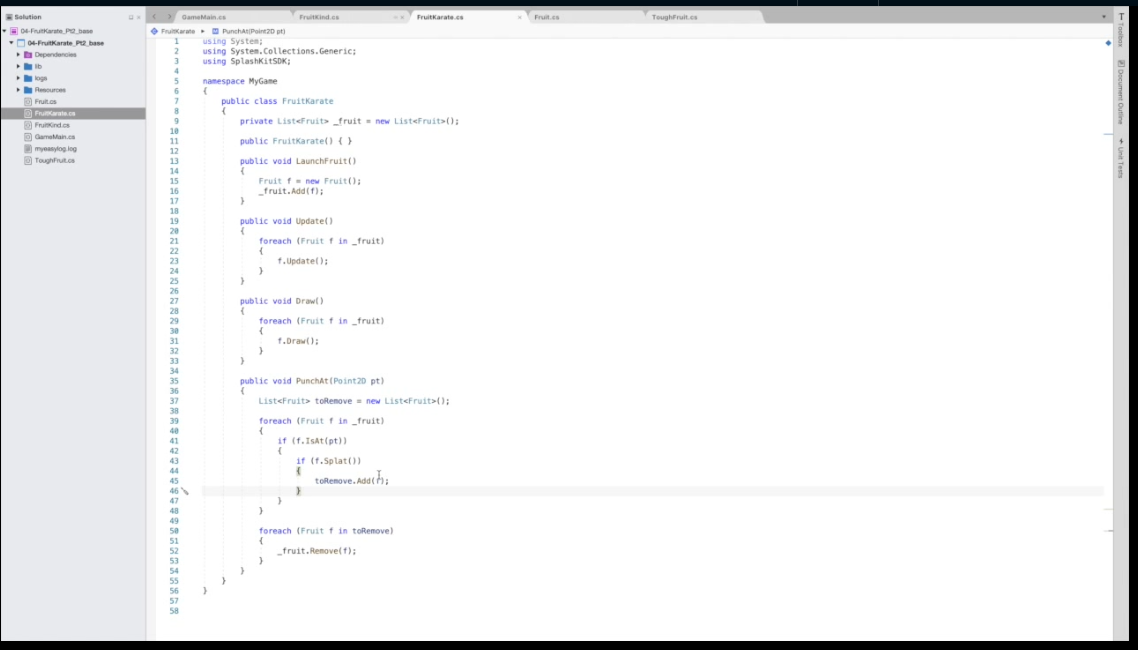 Solution
GameMain.cs
FruitKind.cs
FruitKarate.cs
Fruit.cs
ToughFruit.cs
04-FruitKarate_Pt2_base
04-FruitKarate_Pt2_base
Dependencies
lib
logs
Resources
Fruit.cs
FruitKarate.cs
FruitKind.cs
GameMain.cs
myeasylog.log
ToughFruit.cs
FruitKarate
M PunchAt(Point2D pt)
1 using System;
2 using System.Collections.Generic;
3 using SplashKitSDK;
4
5 namespace MyGame
6 {
7 public class FruitKarate
8 {
9 private List<Fruit> _fruit = new List<Fruit>();
10
11 public FruitKarate() { }
12
13 public void LaunchFruit()
14 {
15 Fruit f = new Fruit();
16 _fruit.Add(f);
17 }
18
19 public void Update()
20 {
21 foreach (Fruit f in _fruit)
22 {
23 f.Update();
24 }
25 }
26
27 public void Draw()
28 {
29 foreach (Fruit f in _fruit)
30 {
31 f.Draw();
32 }
33 }
34
35 public void PunchAt(Point2D pt)
36 {
37 List<Fruit> toRemove = new List<Fruit>();
38
39 foreach (Fruit f in _fruit)
40 {
41 if (f.IsAt(pt))
42 {
43 if (f.Splat())
44 {
45 toRemove.Add(f);
46 }
47 }
48 }
49
50 foreach (Fruit f in toRemove)
51 {
52 _fruit.Remove(f);
53 }
54 }
55 }
56 }
57
58
T Toolbox
Document Outline
Unit Tests